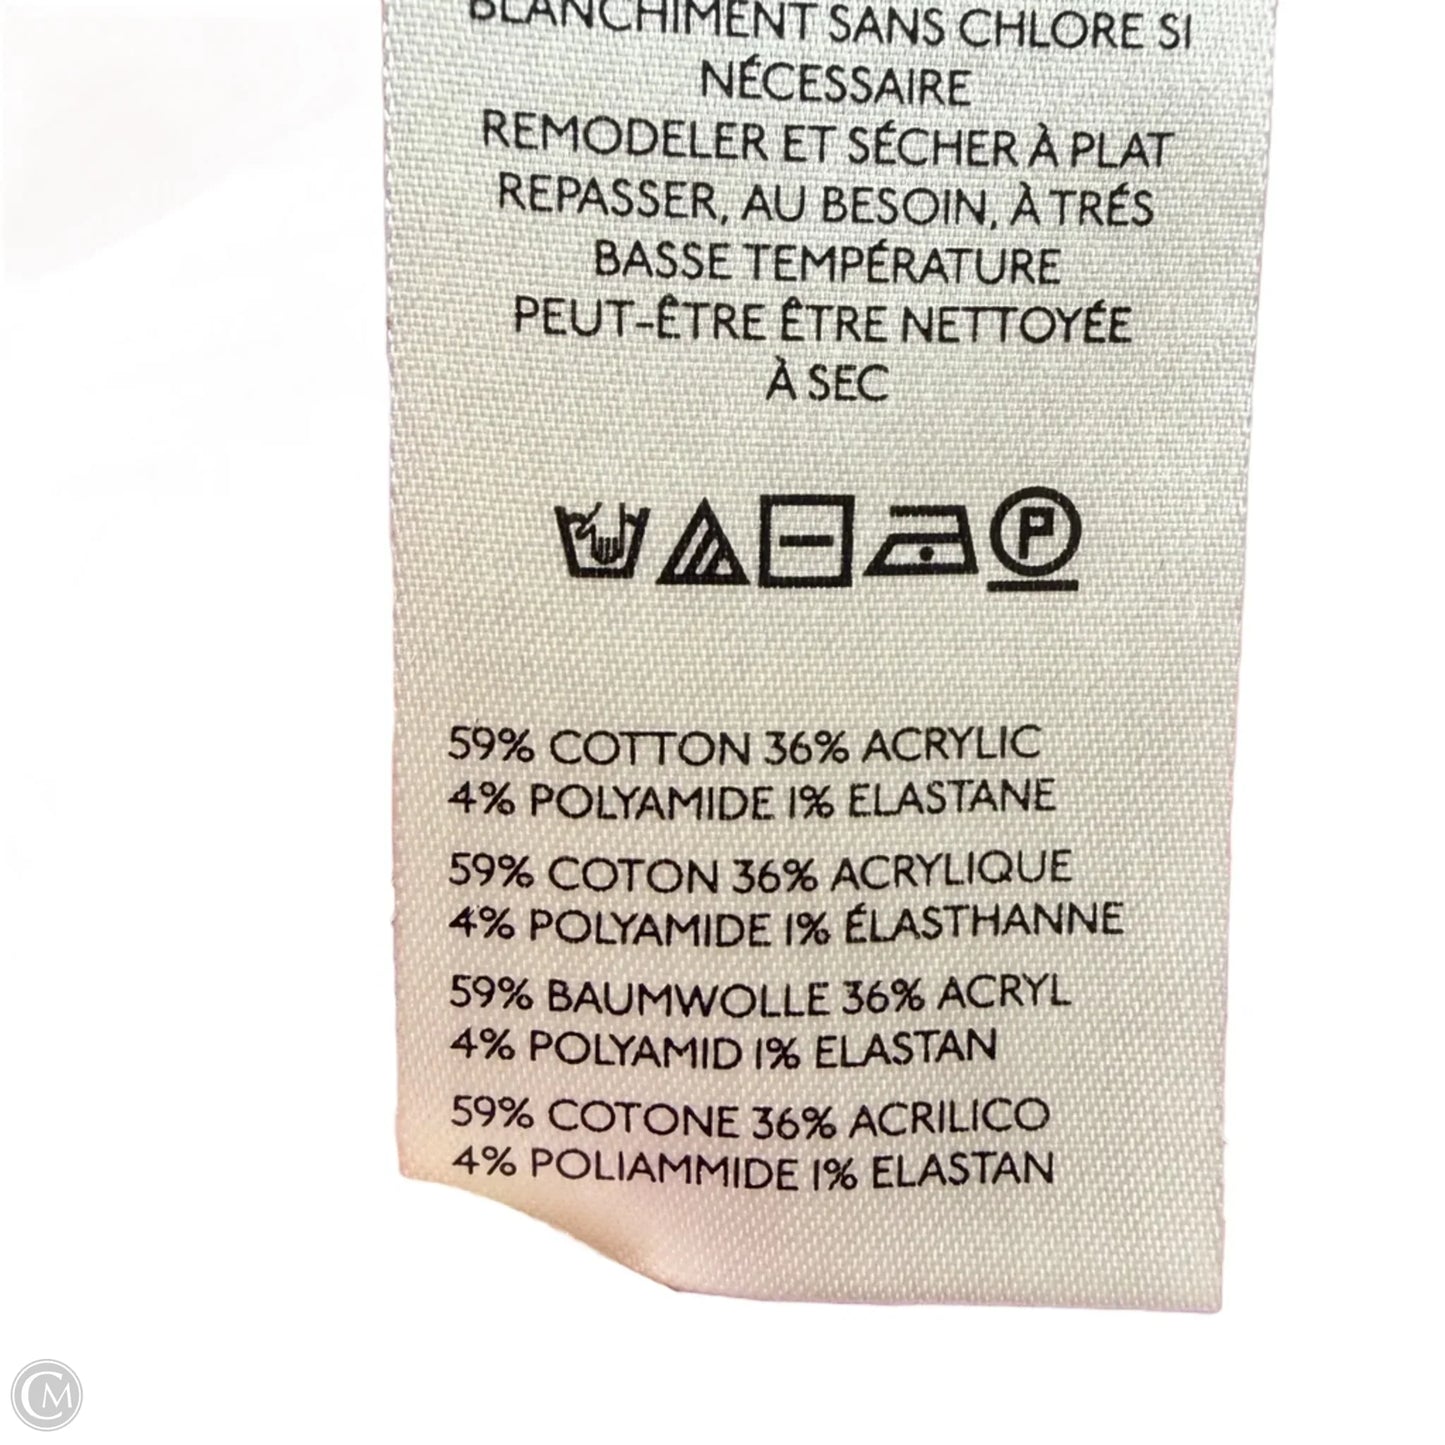 BLANCHIMENT SANS CHLORE SI
NÉCESSAIRE
REMODELER ET SÉCHER À PLAT
REPASSER, AU BESOIN, À TRÉS
BASSE TEMPÉRATURE
PEUT-ÊTRE ÊTRE NETTOYÉE
À SEC
P
59% COTTON 36% ACRYLIC
4% POLYAMIDE 1% ELASTANE
59% COTON 36% ACRYLIQUE
4% POLYAMIDE 1% ÉLASTHANNE
59% BAUMWOLLE 36% ACRYL
4% POLYAMID 1% ELASTAN
59% COTONE 36% ACRILICO
4% POLIAMMIDE 1% ELASTAN
CM